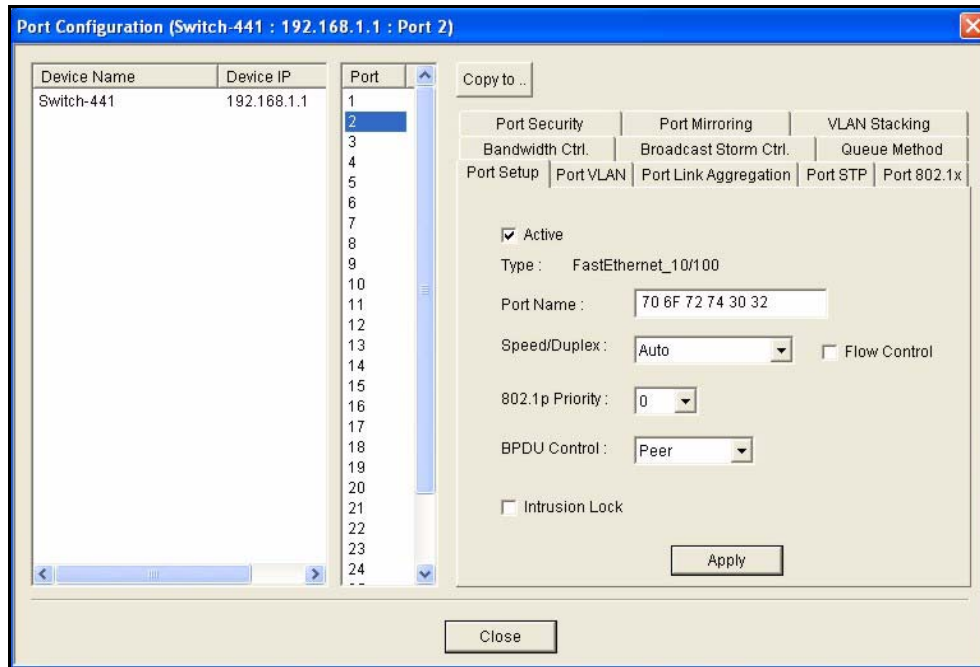 Port Configuration (Switch-441 : 192.168.1.1 : Port 2)
Device Name Device IP
Switch-441 192.168.1.1
Port
1
2
3
4
5
6
7
8
9
10
11
12
13
14
15
16
17
18
19
20
21
22
23
24
Copy to ..
Port Security Port Mirroring VLAN Stacking
Bandwidth Ctrl. Broadcast Storm Ctrl. Queue Method
Port Setup Port VLAN Port Link Aggregation Port STP Port 802.1x
Active
Type : FastEthernet_10/100
Port Name : 70 6F 72 74 30 32
Speed/Duplex : Auto Flow Control
802.1p Priority : 0
BPDU Control : Peer
Intrusion Lock
Apply
Close